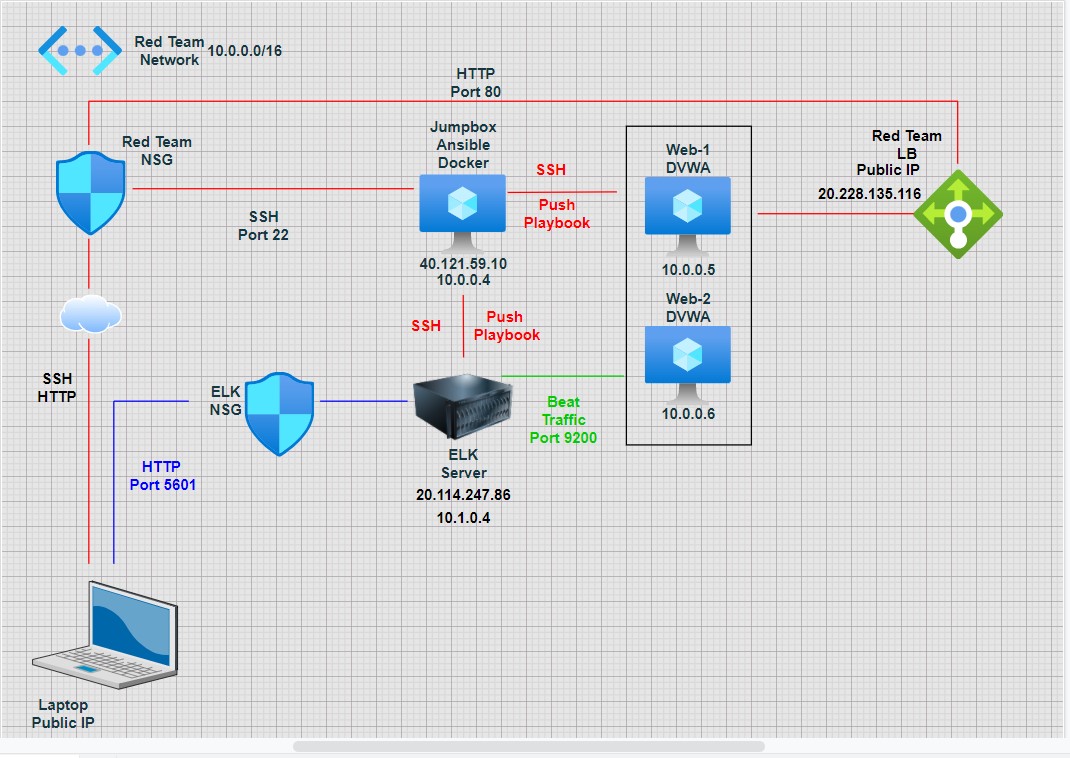 Red Team
Network
10.0.0.0/16
HTTP
Port 80
Red Team
NSG
Jumpbox
Ansible
Docker
SSH
Push
Playbook
Web-1
DVWA
Red Team
LB
Public IP
20.228.135.116
SSH
Port 22
40.121.59.10
10.0.0.4
10.0.0.5
SSH
Push
Playbook
Web-2
DVWA
10.0.0.6
SSH
HTTP
ELK
NSG
Beat
Traffic
Port 9200
HTTP
Port 5601
ELK
Server
20.114.247.86
10.1.0.4
Laptop
Public IP